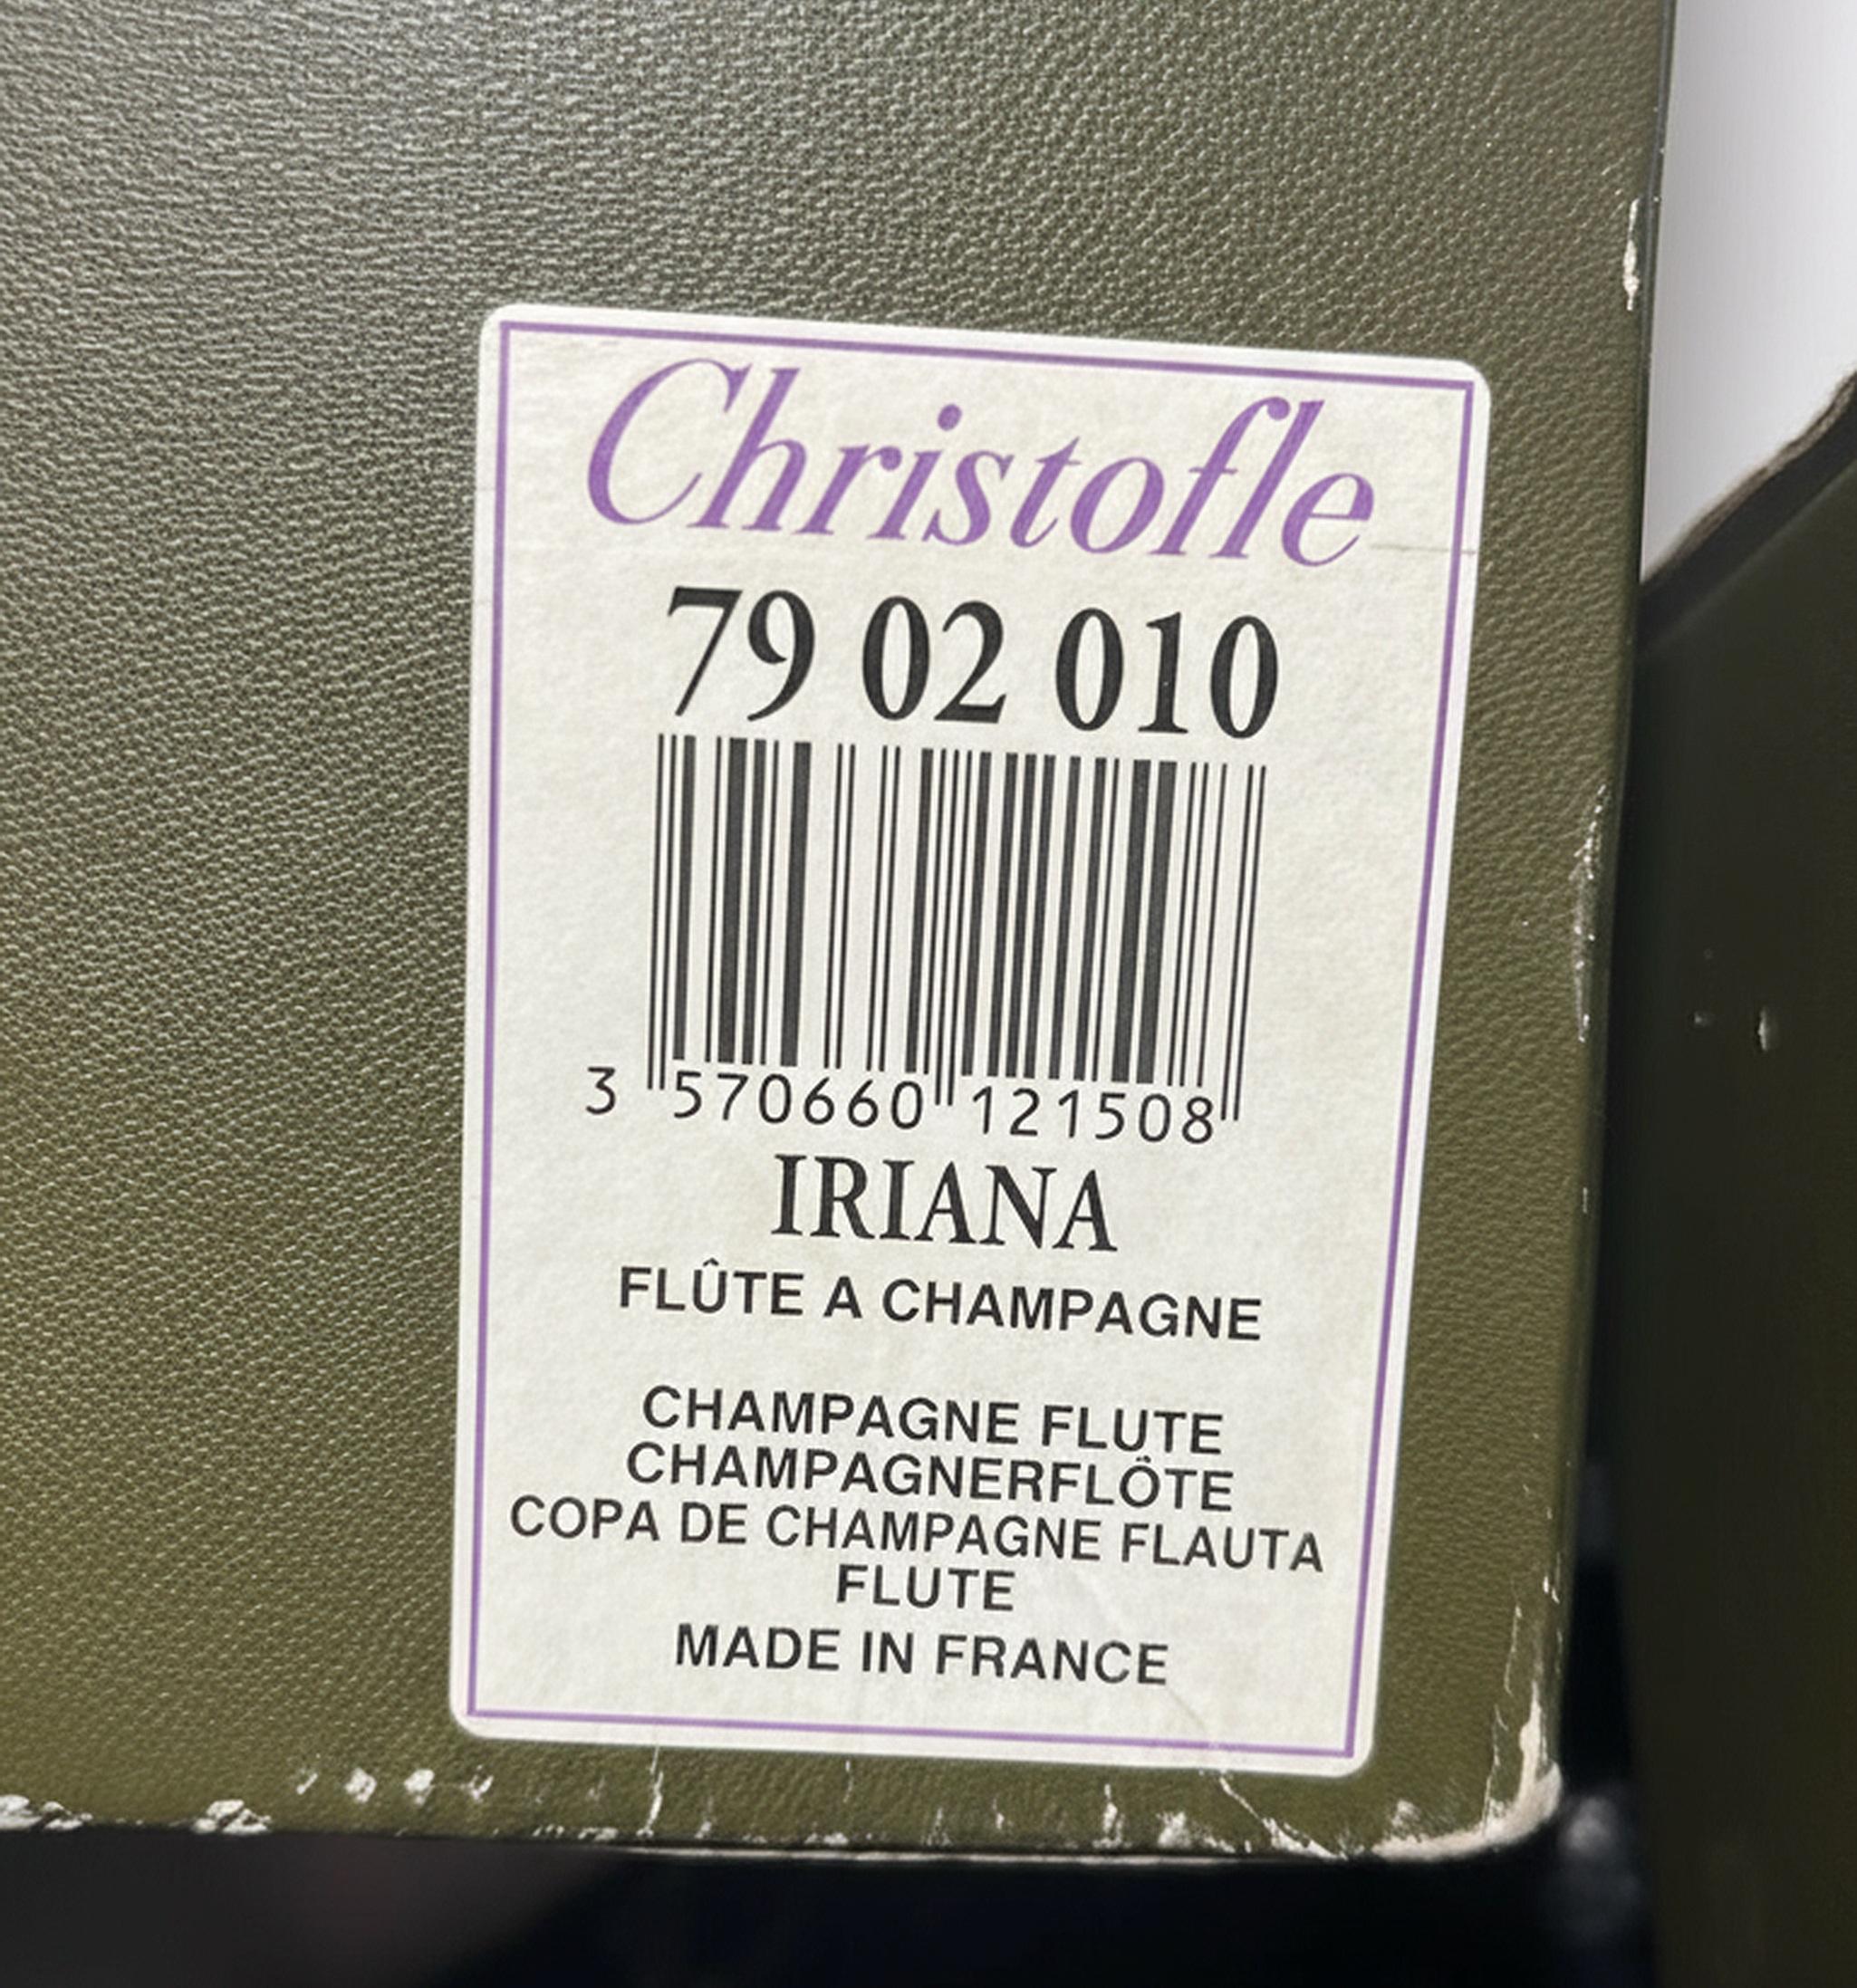 Christofle
79 02 010
3 570660 121508
IRIANA
FLÛTE A CHAMPAGNE
CHAMPAGNE FLUTE
CHAMPAGNERFLÔTE
COPA DE CHAMPAGNE FLAUTA
FLUTE
MADE IN FRANCE